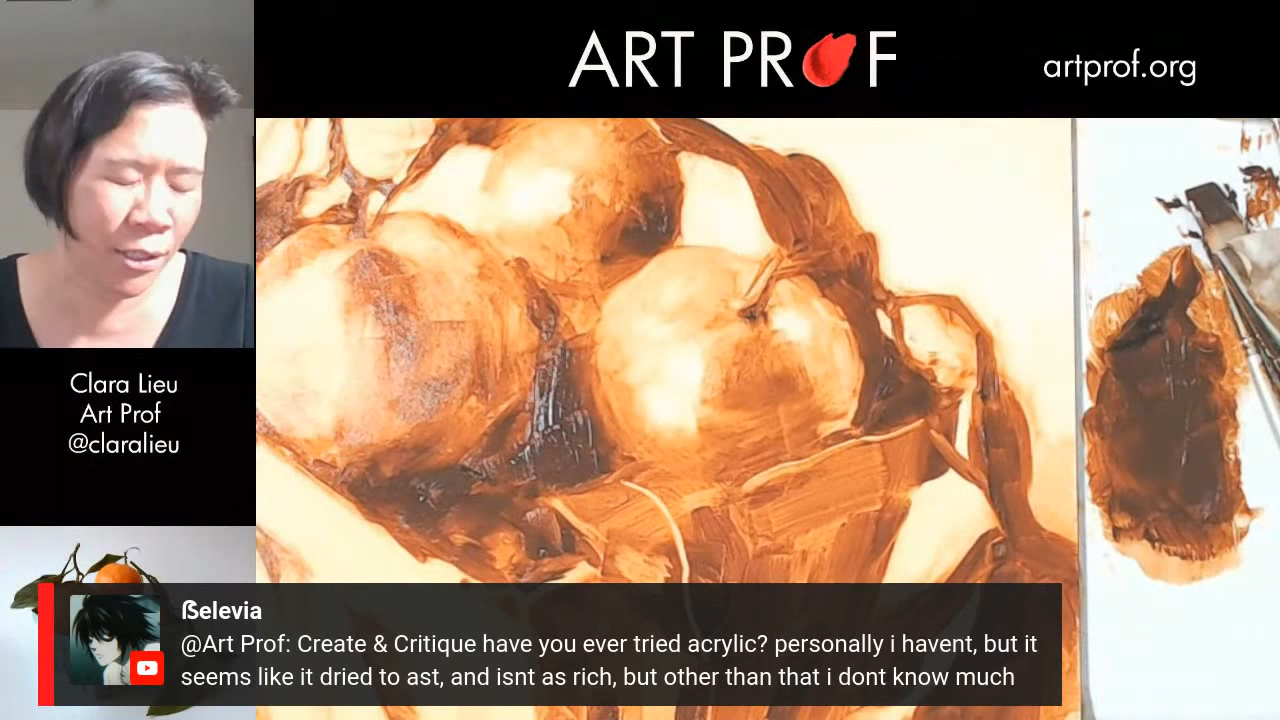 ART PROF
artprof.org
Clara Lieu
Art Prof
@claralieu
ẞelevia
@Art Prof: Create & Critique have you ever tried acrylic? personally i havent, but it
seems like it dried to ast, and isnt as rich, but other than that i dont know much